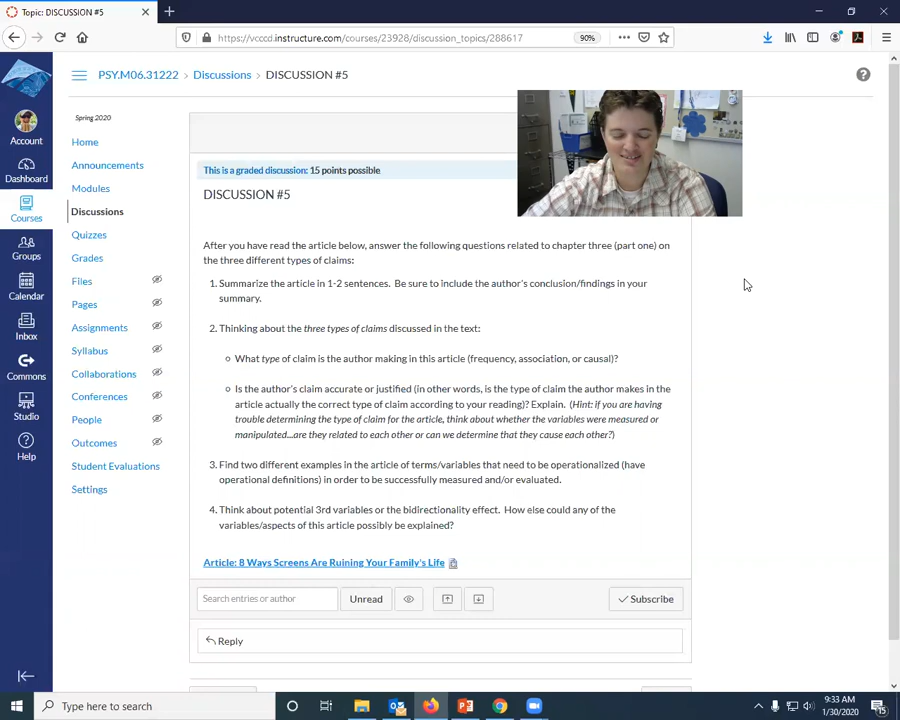 Topic: DISCUSSION #5
https://vcccd.instructure.com/courses/23928/discussion_topics/288617
90%
PSY.M06.31222 › Discussions › DISCUSSION #5
Account
Dashboard
Courses
Groups
Calendar
Inbox
Commons
Studio
Help
Spring 2020
Home
Announcements
Modules
Discussions
Quizzes
Grades
Files
Pages
Assignments
Syllabus
Collaborations
Conferences
People
Outcomes
Student Evaluations
Settings
This is a graded discussion: 15 points possible
DISCUSSION #5
After you have read the article below, answer the following questions related to chapter three (part one) on
the three different types of claims:
1. Summarize the article in 1-2 sentences. Be sure to include the author's conclusion/findings in your
summary.
2. Thinking about the three types of claims discussed in the text:
What type of claim is the author making in this article (frequency, association, or causal)?
Is the author's claim accurate or justified (in other words, is the type of claim the author makes in the
article actually the correct type of claim according to your reading)? Explain. (Hint: if you are having
trouble determining the type of claim for the article, think about whether the variables were measured or
manipulated...are they related to each other or can we determine that they cause each other?)
3. Find two different examples in the article of terms/variables that need to be operationalized (have
operational definitions) in order to be successfully measured and/or evaluated.
4. Think about potential 3rd variables or the bidirectionality effect. How else could any of the
variables/aspects of this article possibly be explained?
Article: 8 Ways Screens Are Ruining Your Family's Life
Search entries or author
Unread
Subscribe
Reply
Type here to search
9:33 AM
1/30/2020
15